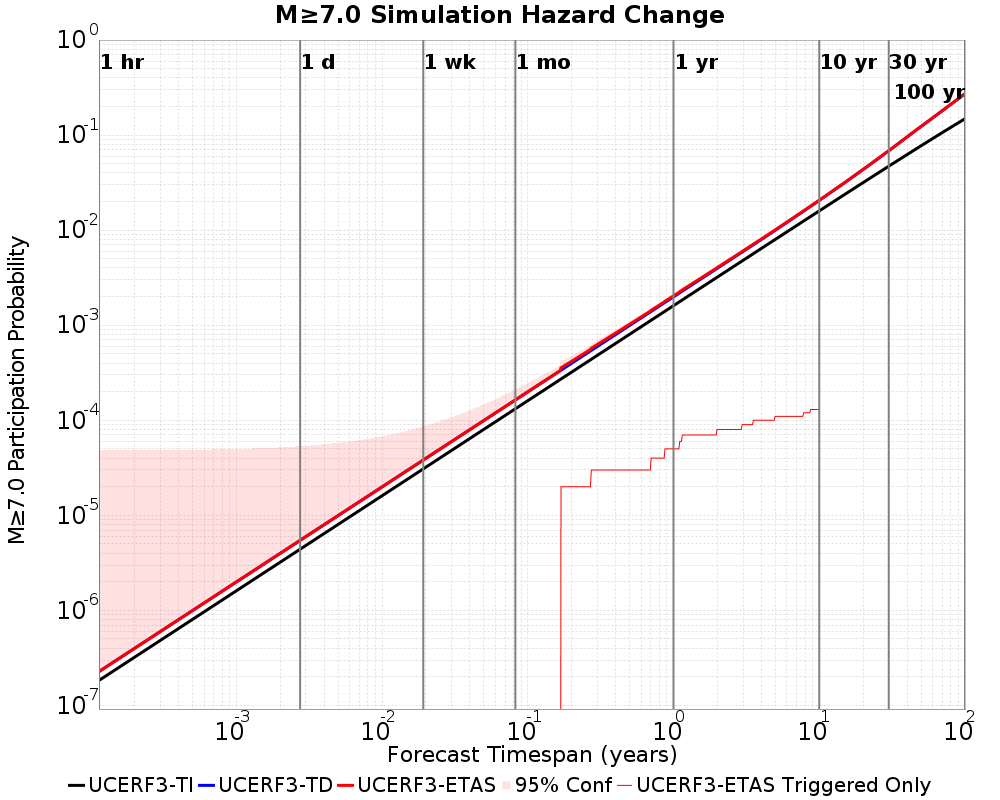 M≥7.0 Simulation Hazard Change
1 hr 1 d 1 wk 1 mo 1 yr 10 yr 30 yr
100 yr
10^0
10^-1
10^-2
10^-3
10^-4
10^-5
10^-6
10^-7
M≥7.0 Participation Probability
10^-3 10^-2 10^-1 10^0 10^1 10^2
Forecast Timespan (years)
UCERF3-TI UCERF3-TD UCERF3-ETAS 95% Conf UCERF3-ETAS Triggered Only